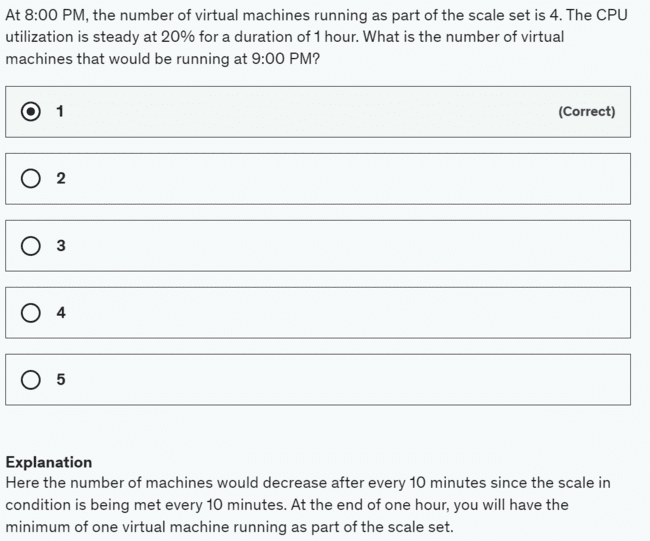 At 8:00 PM, the number of virtual machines running as part of the scale set is 4. The CPU
utilization is steady at 20% for a duration of 1 hour. What is the number of virtual
machines that would be running at 9:00 PM?
1 (Correct)
2
3
4
5
Explanation
Here the number of machines would decrease after every 10 minutes since the scale in
condition is being met every 10 minutes. At the end of one hour, you will have the
minimum of one virtual machine running as part of the scale set.